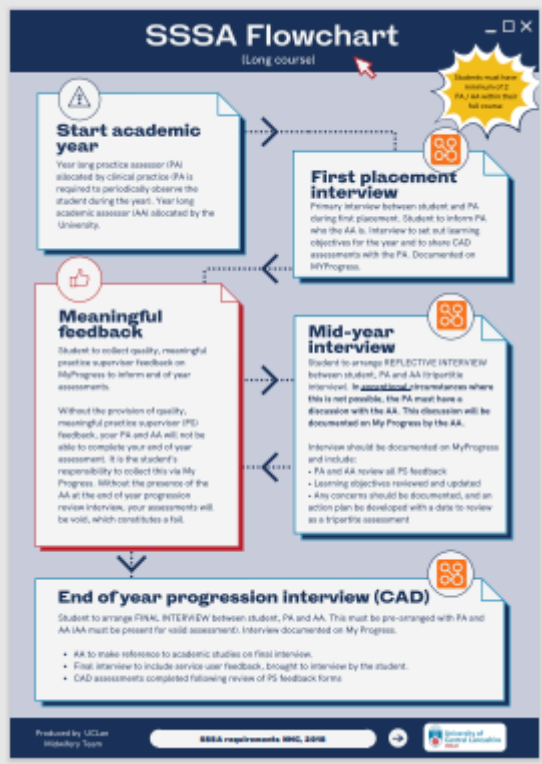 SSSA Flowchart
(Long course)
Students must have
minimum of 2
PA / AA within their
full course
Start academic
year
Year long practice assessor (PA)
allocated by clinical practice (PA is
required to periodically observe the
student during the year). Year long
academic assessor (AA) allocated by the
University.
First placement
interview
Primary interview between student and PA
during first placement. Student to inform PA
who the AA is. Interview to set out learning
objectives for the year and to share CAD
assessments with the PA. Documented on
MYProgress.
Meaningful
feedback
Student to collect quality, meaningful
practice supervisor feedback on
MyProgress to inform end of year
assessments.
Without the provision of quality,
meaningful practice supervisor (PS)
feedback, your PA and AA will not be
able to complete your end of year
assessment. It is the student's
responsibility to collect this via My
Progress. Without the presence of the
AA at the end of year progression
review interview, your assessments will
be void, which constitutes a fail.
Mid-year
interview
Student to arrange REFLECTIVE INTERVIEW
between student, PA and AA (tripartite
interview). In exceptional circumstances where
this is not possible, the PA must have a
discussion with the AA. This discussion will be
documented on My Progress by the AA.
Interview should be documented on MyProgress
and include:
• PA and AA review all PS feedback
• Learning objectives reviewed and updated
• Any concerns should be documented, and an
action plan be developed with a date to review
as a tripartite assessment
End of year progression interview (CAD)
Student to arrange FINAL INTERVIEW between student, PA and AA. This must be pre-arranged with PA and
AA (AA must be present for valid assessment). Interview documented on My Progress.
• AA to make reference to academic studies on final interview.
• Final interview to include service user feedback, brought to interview by the student.
• CAD assessments completed following review of PS feedback forms
Produced by UCLan
Midwifery Team
SSSA requirements NMC, 2018
University of
Central Lancashire